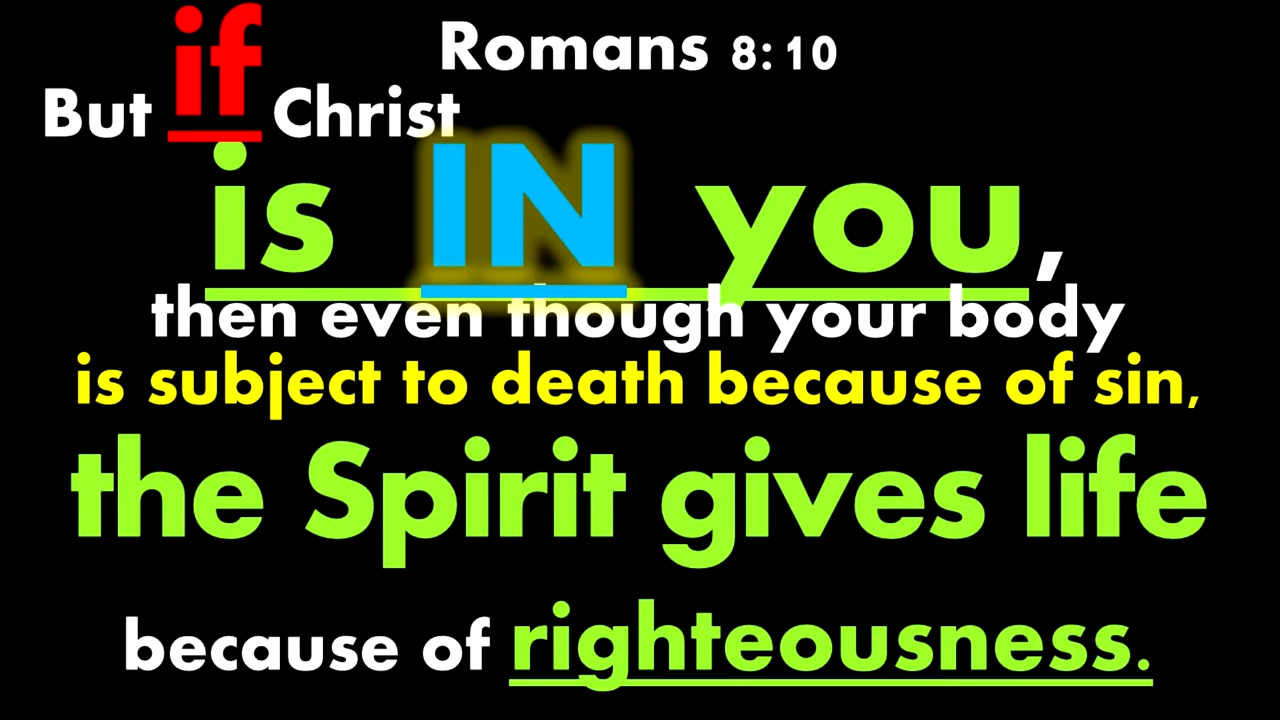 Romans 8:10
But if Christ
is IN you,
then even though your body
is subject to death because of sin,
the Spirit gives life
because of righteousness.